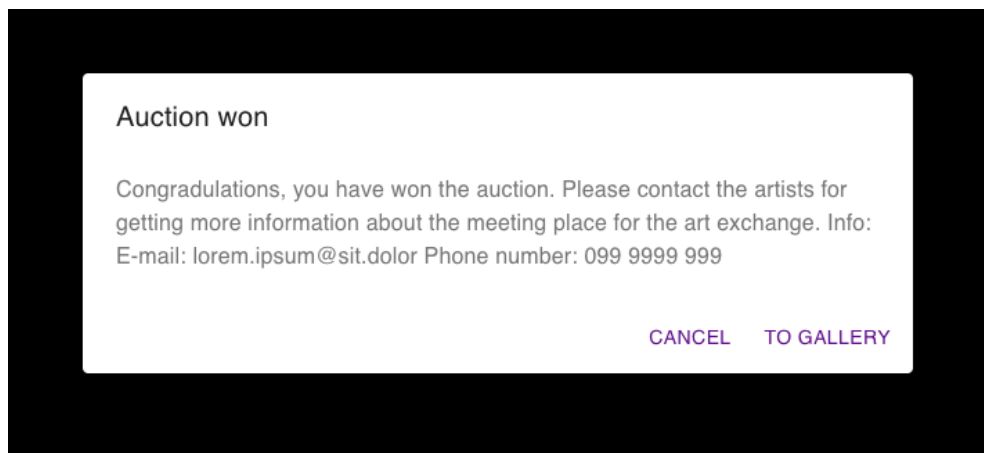 Auction won
Congradulations, you have won the auction. Please contact the artists for
getting more information about the meeting place for the art exchange. Info:
E-mail: lorem.ipsum@sit.dolor Phone number: 099 9999 999
CANCEL TO GALLERY